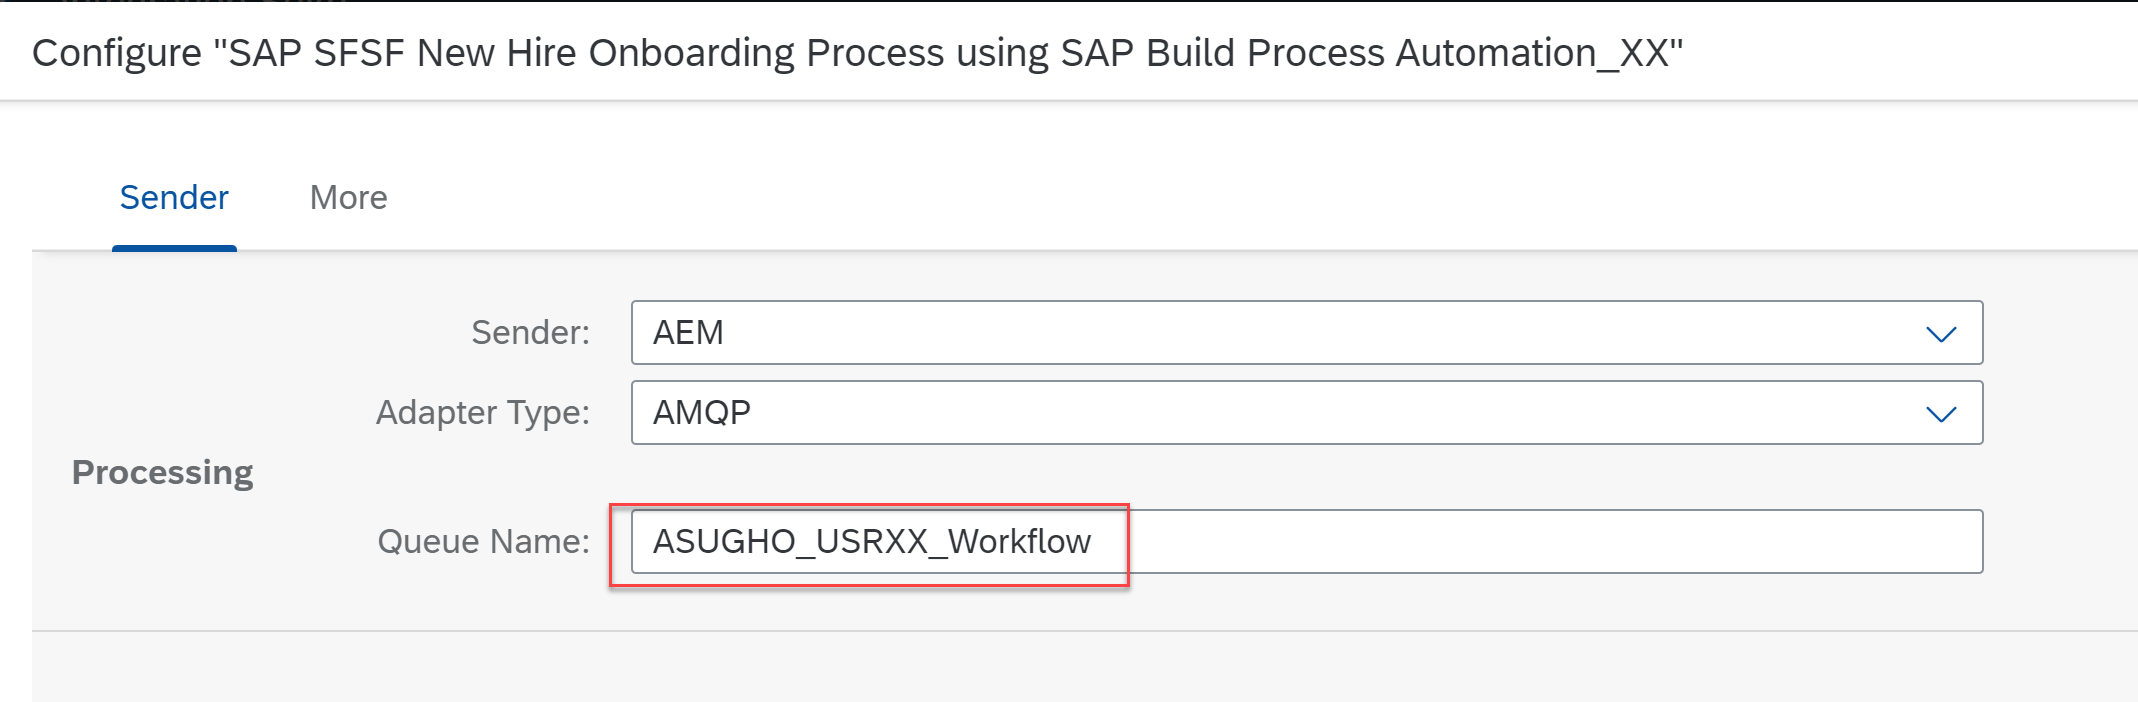 Configure "SAP SFSF New Hire Onboarding Process using SAP Build Process Automation_XX"
Sender More
Sender: AEM
Adapter Type: AMQP
Processing
Queue Name: ASUGHO_USRXX_Workflow